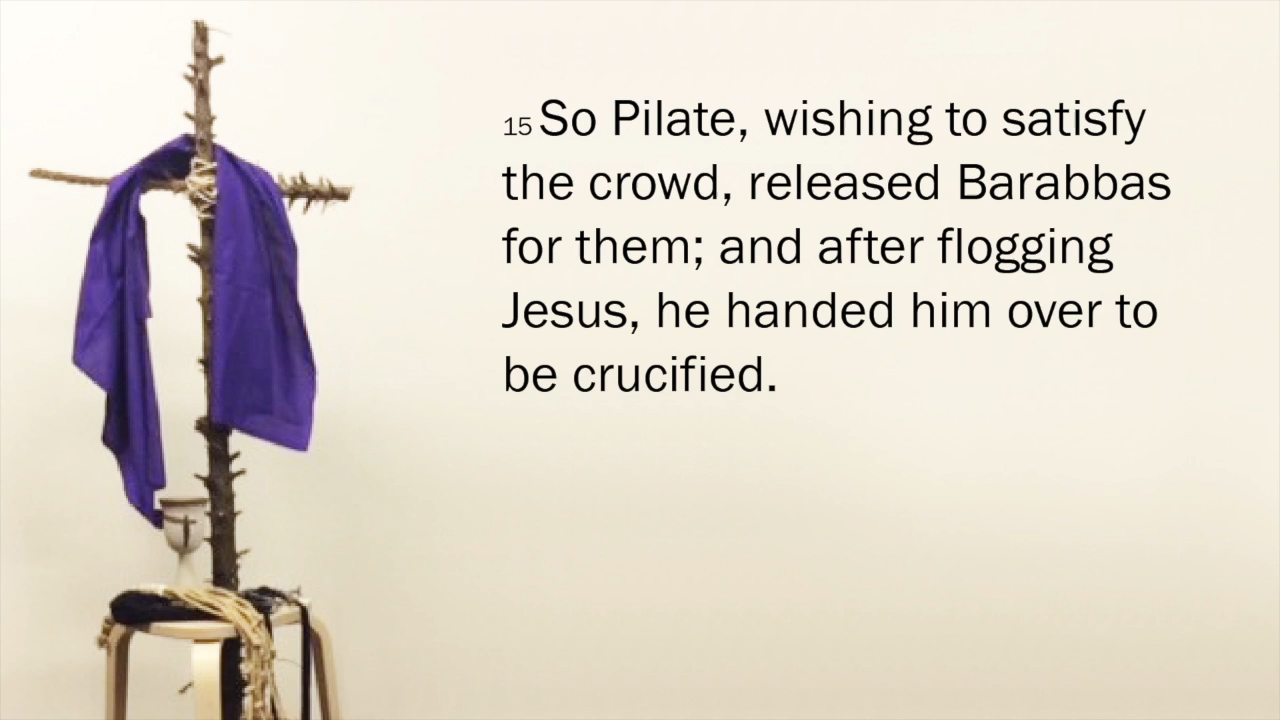 15 So Pilate, wishing to satisfy
the crowd, released Barabbas
for them; and after flogging
Jesus, he handed him over to
be crucified.